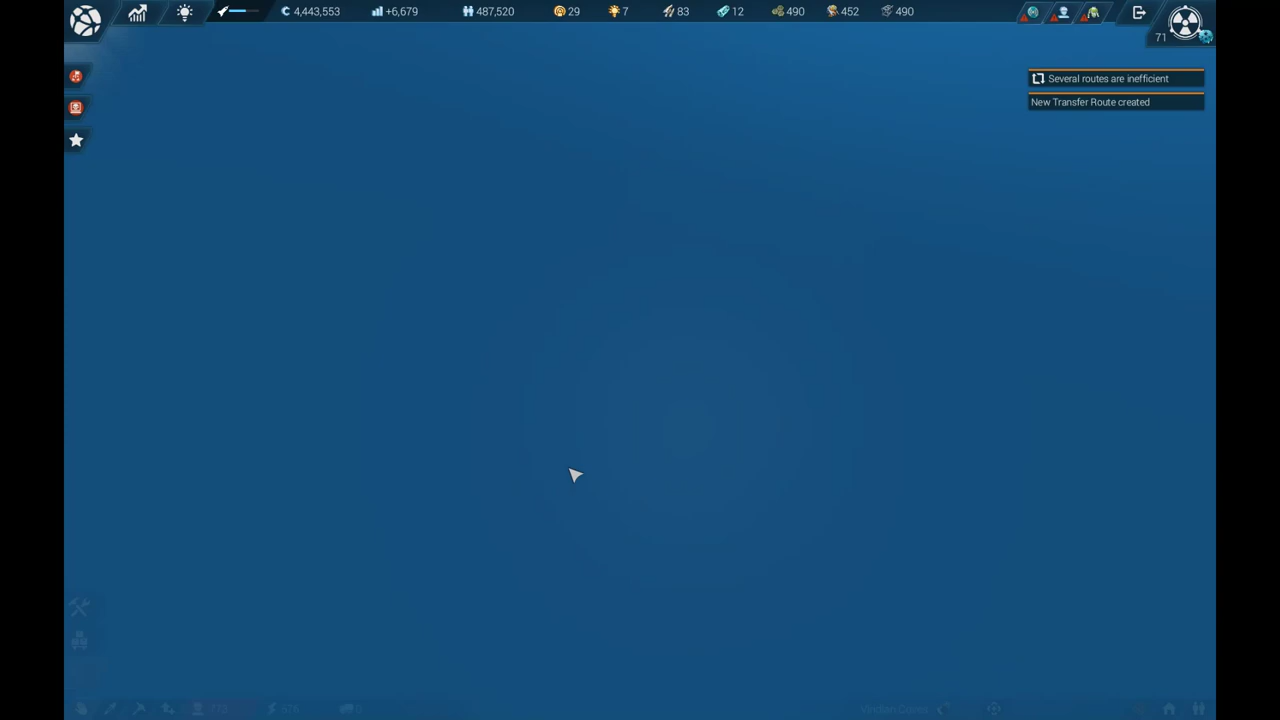 4,443,553 +6,679 487,520 29 7 83 12 490 452 490
71
Several routes are inefficient
New Transfer Route created